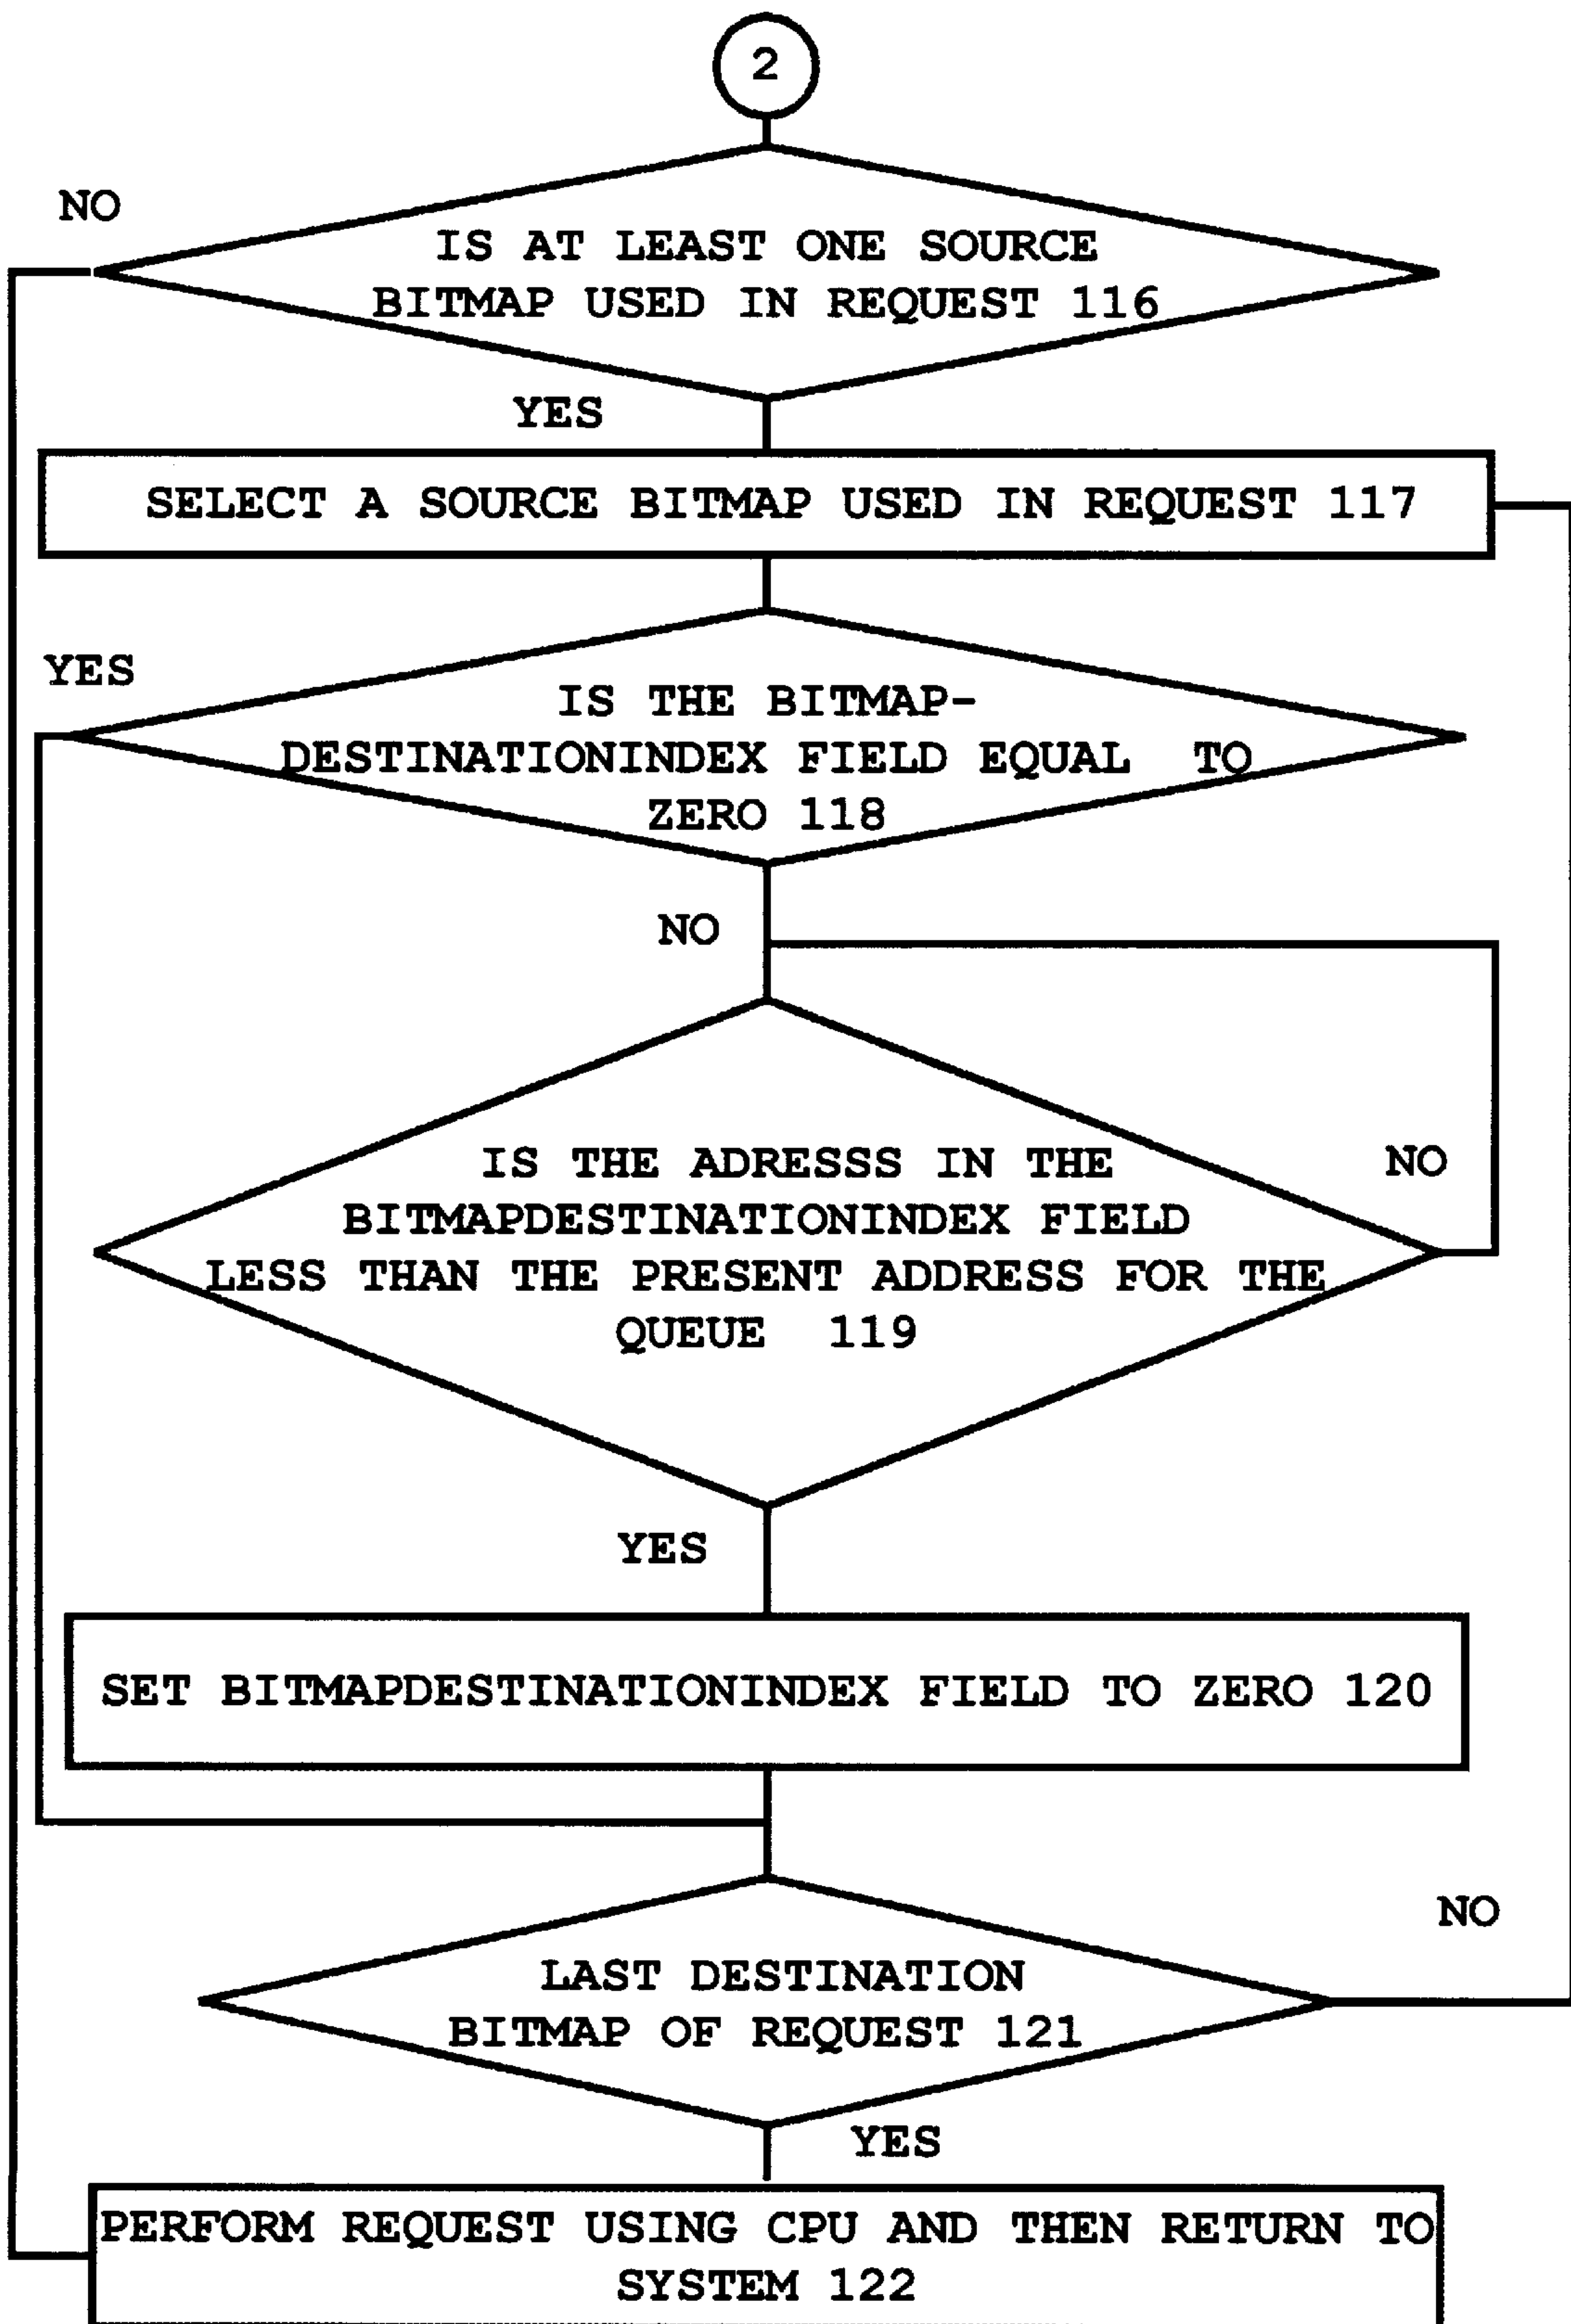 2
NO
IS AT LEAST ONE SOURCE
BITMAP USED IN REQUEST 116
YES
SELECT A SOURCE BITMAP USED IN REQUEST 117
YES
IS THE BITMAP-
DESTINATIONINDEX FIELD EQUAL TO
ZERO 118
NO
IS THE ADRESSS IN THE
NO
BITMAPDESTINATIONINDEX FIELD
LESS THAN THE PRESENT ADDRESS FOR THE
QUEUE 119
YES
SET BITMAPDESTINATIONINDEX FIELD TO ZERO 120
NO
LAST DESTINATION
BITMAP OF REQUEST 121
YES
PERFORM REQUEST USING CPU AND THEN RETURN TO
SYSTEM 122